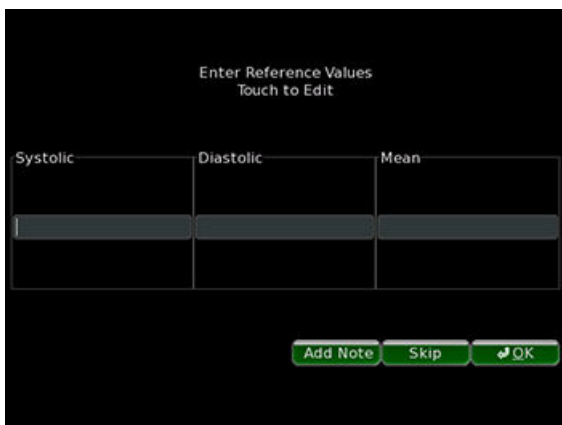 Enter Reference Values
Touch to Edit
Systolic Diastolic Mean
Add Note Skip OK